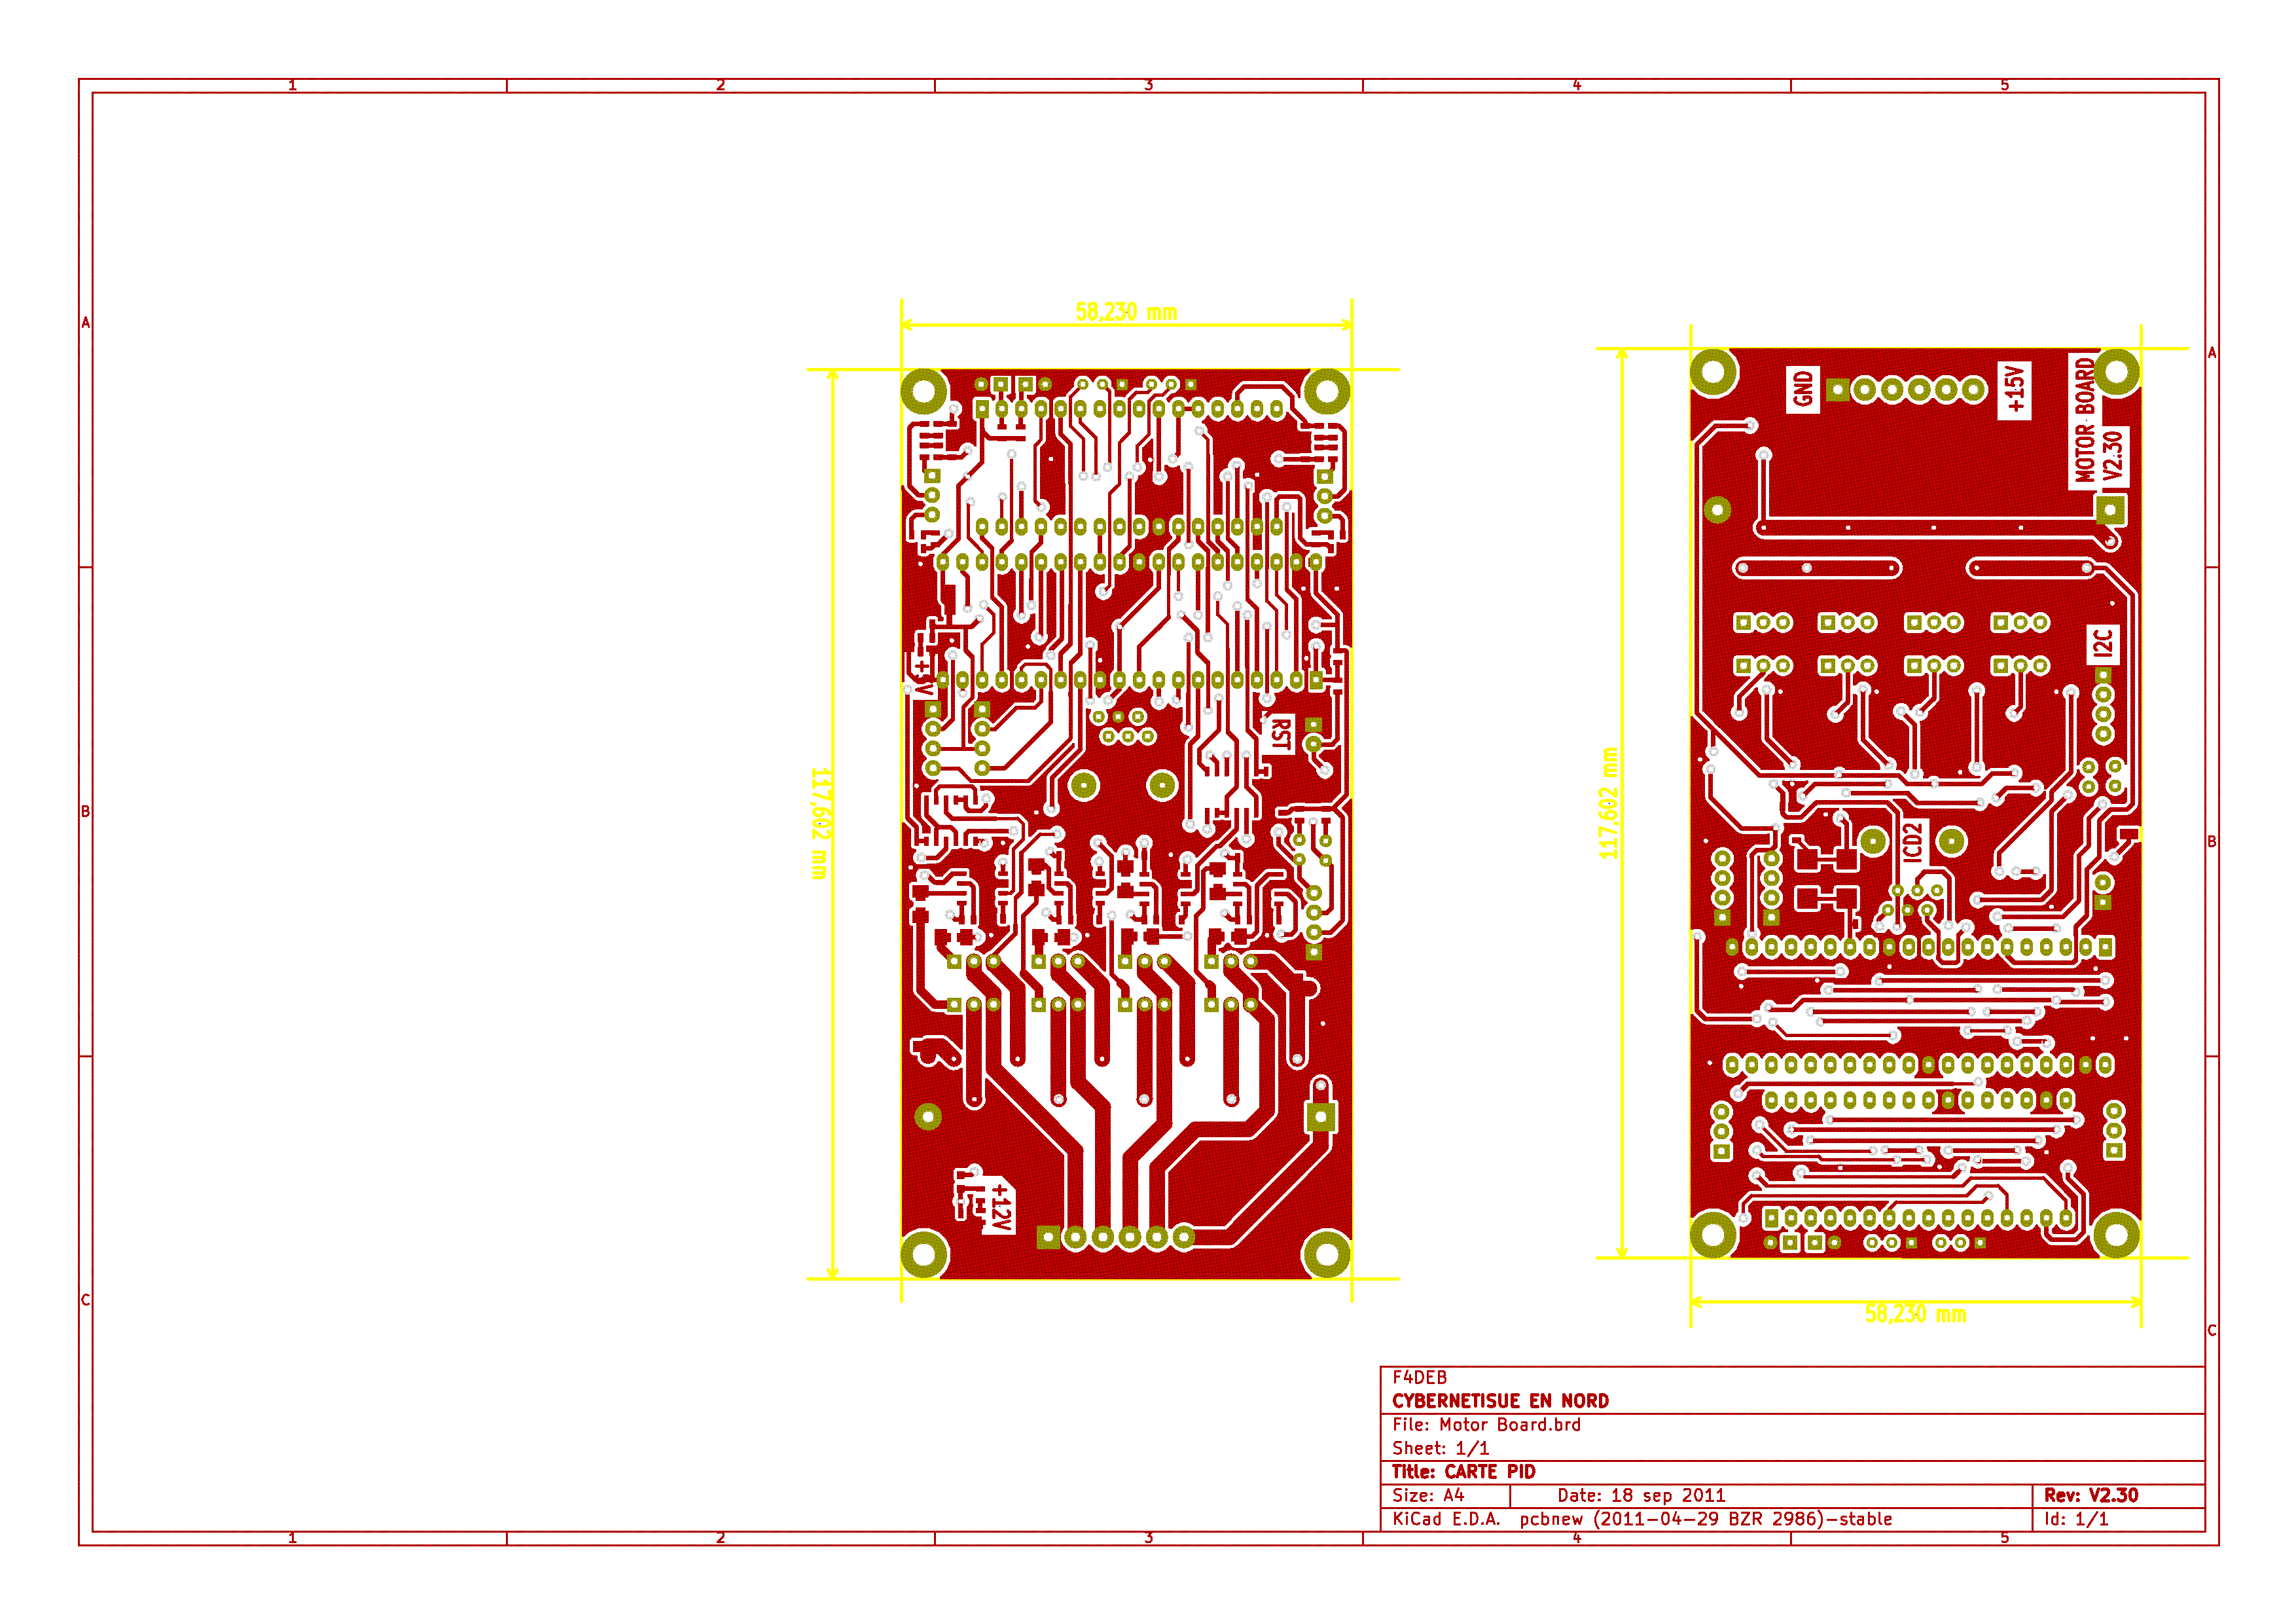 1 2 3 4 5
A A
58,230 mm
GND
+15V
MOTOR BOARD
V2.30
I2C
+3V
RST
117,602 mm
117,602 mm
B B
ICD2
+12V
C C
58,230 mm
F4DEB
CYBERNETISUE EN NORD
File: Motor Board.brd
Sheet: 1/1
Title: CARTE PID
Size: A4 Date: 18 sep 2011 Rev: V2.30
KiCad E.D.A. pcbnew (2011-04-29 BZR 2986)-stable Id: 1/1
1 2 3 4 5